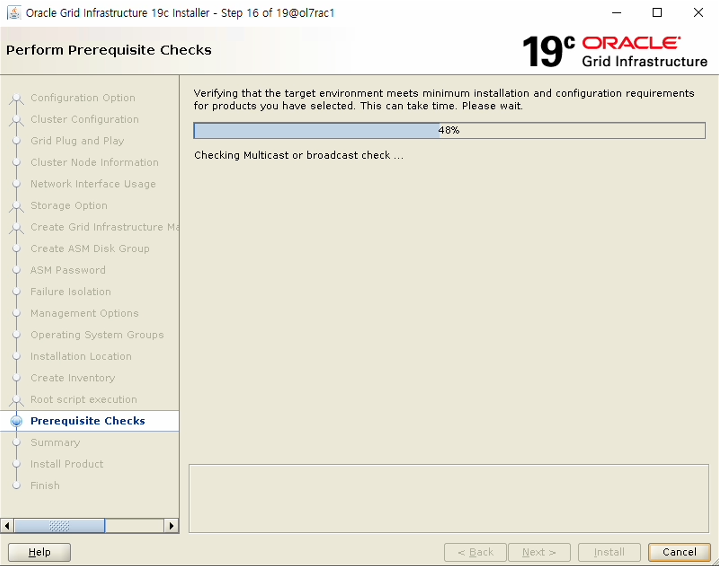 Oracle Grid Infrastructure 19c Installer - Step 16 of 19@ol7rac1
Perform Prerequisite Checks
19c ORACLE
Grid Infrastructure
Configuration Option
Cluster Configuration
Grid Plug and Play
Cluster Node Information
Network Interface Usage
Storage Option
Create Grid Infrastructure Ma
Create ASM Disk Group
ASM Password
Failure Isolation
Management Options
Operating System Groups
Installation Location
Create Inventory
Root script execution
Prerequisite Checks
Summary
Install Product
Finish
Verifying that the target environment meets minimum installation and configuration requirements
for products you have selected. This can take time. Please wait.
48%
Checking Multicast or broadcast check ...
Help
< Back
Next >
Install
Cancel